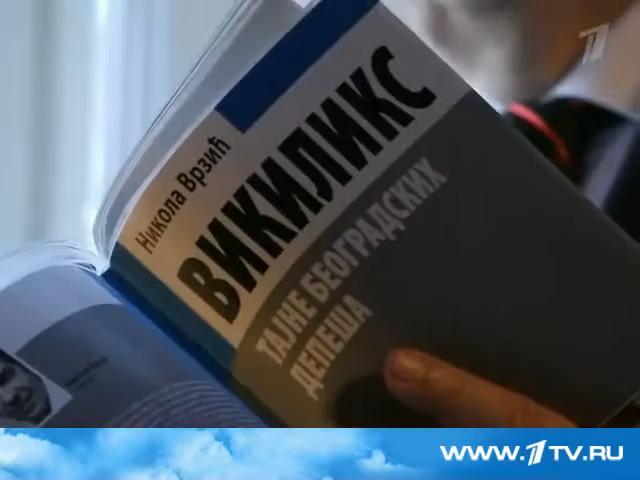 Никола Врзић
ВИКИЛИКС
ТАЈНЕ БЕОГРАДСКИХ
ДЕПЕША
WWW.1TV.RU